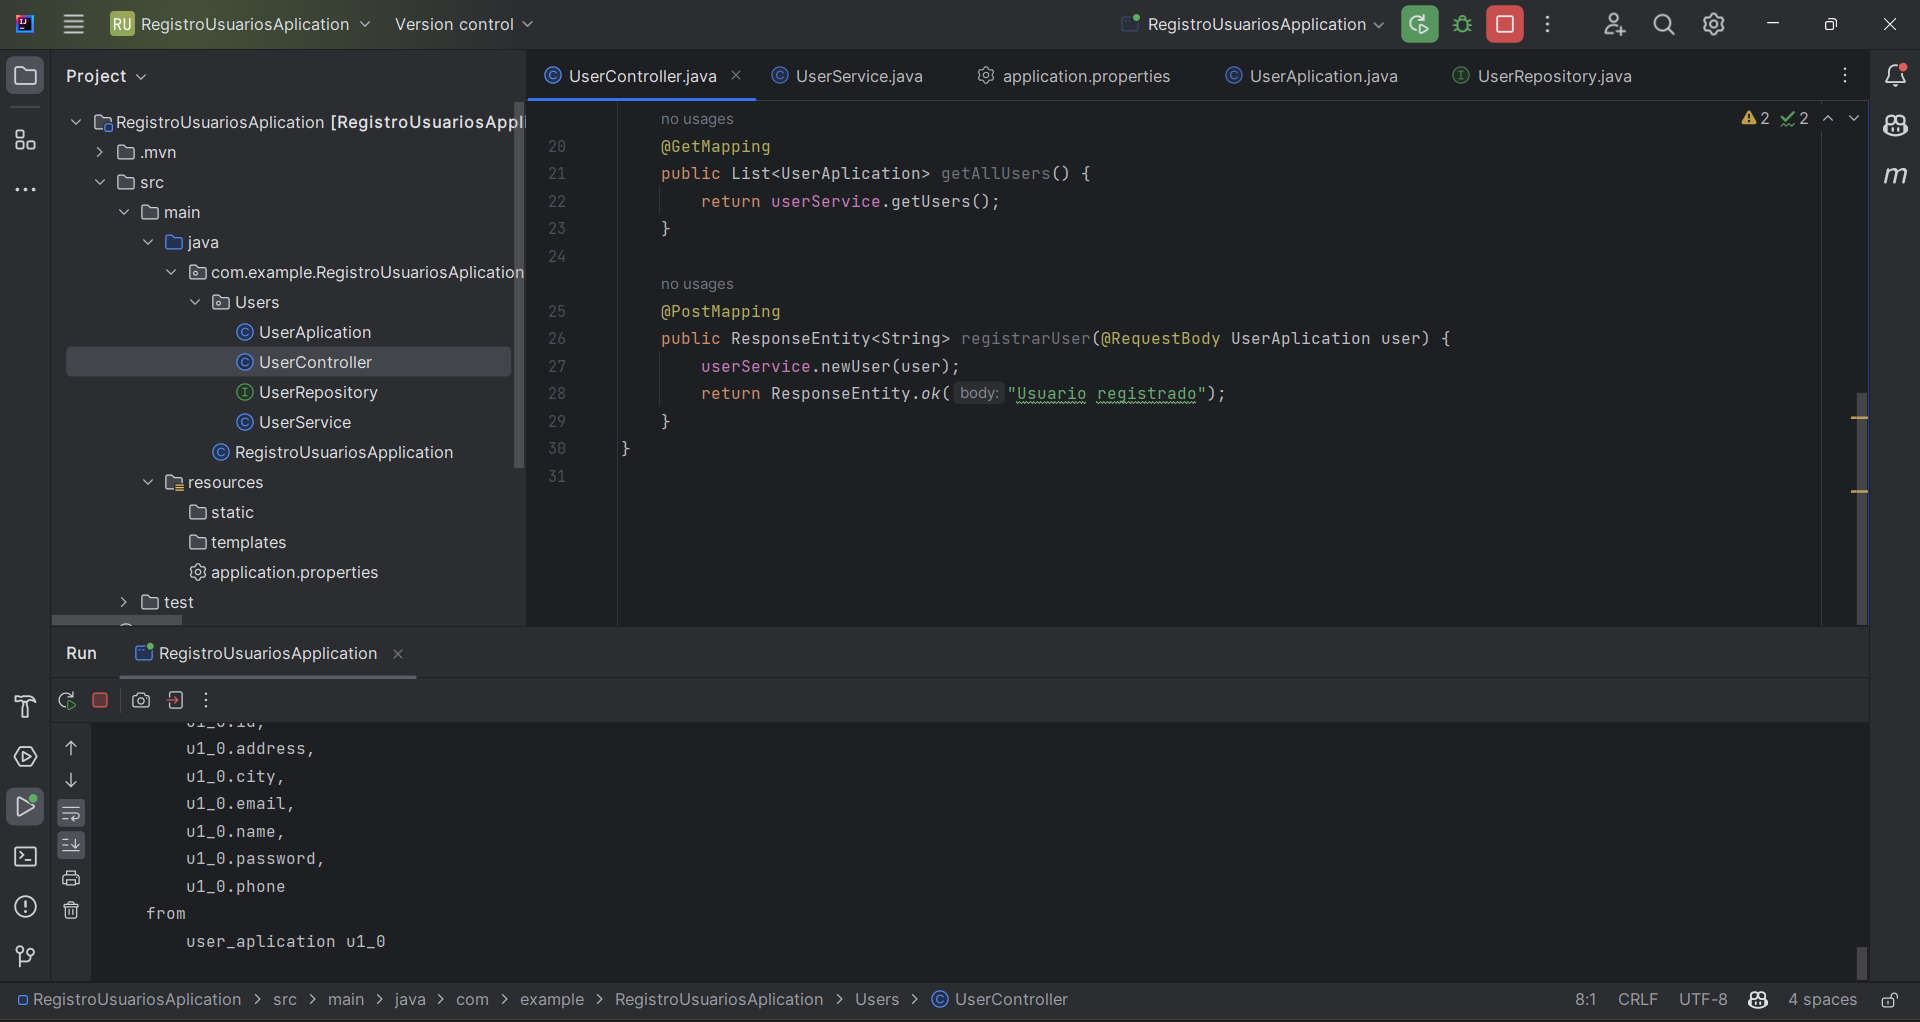 RU RegistroUsuariosAplication Version control RegistroUsuariosApplication
Project
RegistroUsuariosAplication [RegistroUsuariosAppli
.mvn
src
main
java
com.example.RegistroUsuariosAplication
Users
UserAplication
UserController
UserRepository
UserService
RegistroUsuariosApplication
resources
static
templates
application.properties
test
UserController.java UserService.java application.properties UserAplication.java UserRepository.java
2 2
no usages
20 @GetMapping
21 public List<UserAplication> getAllUsers() {
22 return userService.getUsers();
23 }
24
no usages
25 @PostMapping
26 public ResponseEntity<String> registrarUser(@RequestBody UserAplication user) {
27 userService.newUser(user);
28 return ResponseEntity.ok( body: "Usuario registrado");
29 }
30 }
31
m
Run RegistroUsuariosApplication
u1_0.id,
u1_0.address,
u1_0.city,
u1_0.email,
u1_0.name,
u1_0.password,
u1_0.phone
from
user_aplication u1_0
RegistroUsuariosAplication > src > main > java > com > example > RegistroUsuariosAplication > Users > UserController 8:1 CRLF UTF-8 4 spaces